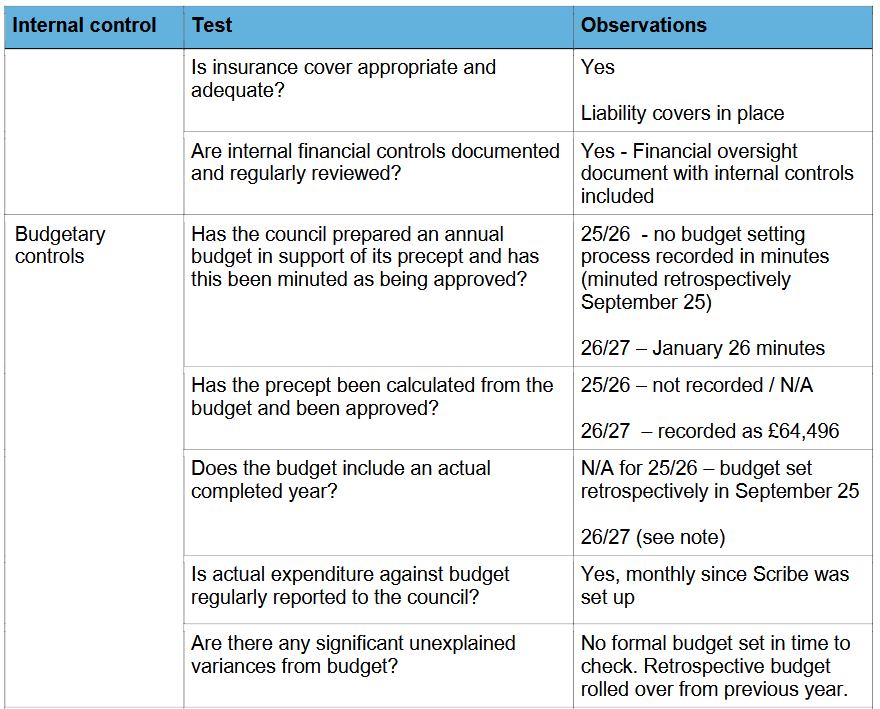 Internal control Test Observations
Is insurance cover appropriate and
adequate?
Yes
Liability covers in place
Are internal financial controls documented
and regularly reviewed?
Yes - Financial oversight
document with internal controls
included
Budgetary
controls
Has the council prepared an annual
budget in support of its precept and has
this been minuted as being approved?
25/26  - no budget setting
process recorded in minutes
(minuted retrospectively
September 25)
26/27 – January 26 minutes
Has the precept been calculated from the
budget and been approved?
25/26 – not recorded / N/A
26/27  – recorded as £64,496
Does the budget include an actual
completed year?
N/A for 25/26 – budget set
retrospectively in September 25
26/27 (see note)
Is actual expenditure against budget
regularly reported to the council?
Yes, monthly since Scribe was
set up
Are there any significant unexplained
variances from budget?
No formal budget set in time to
check. Retrospective budget
rolled over from previous year.